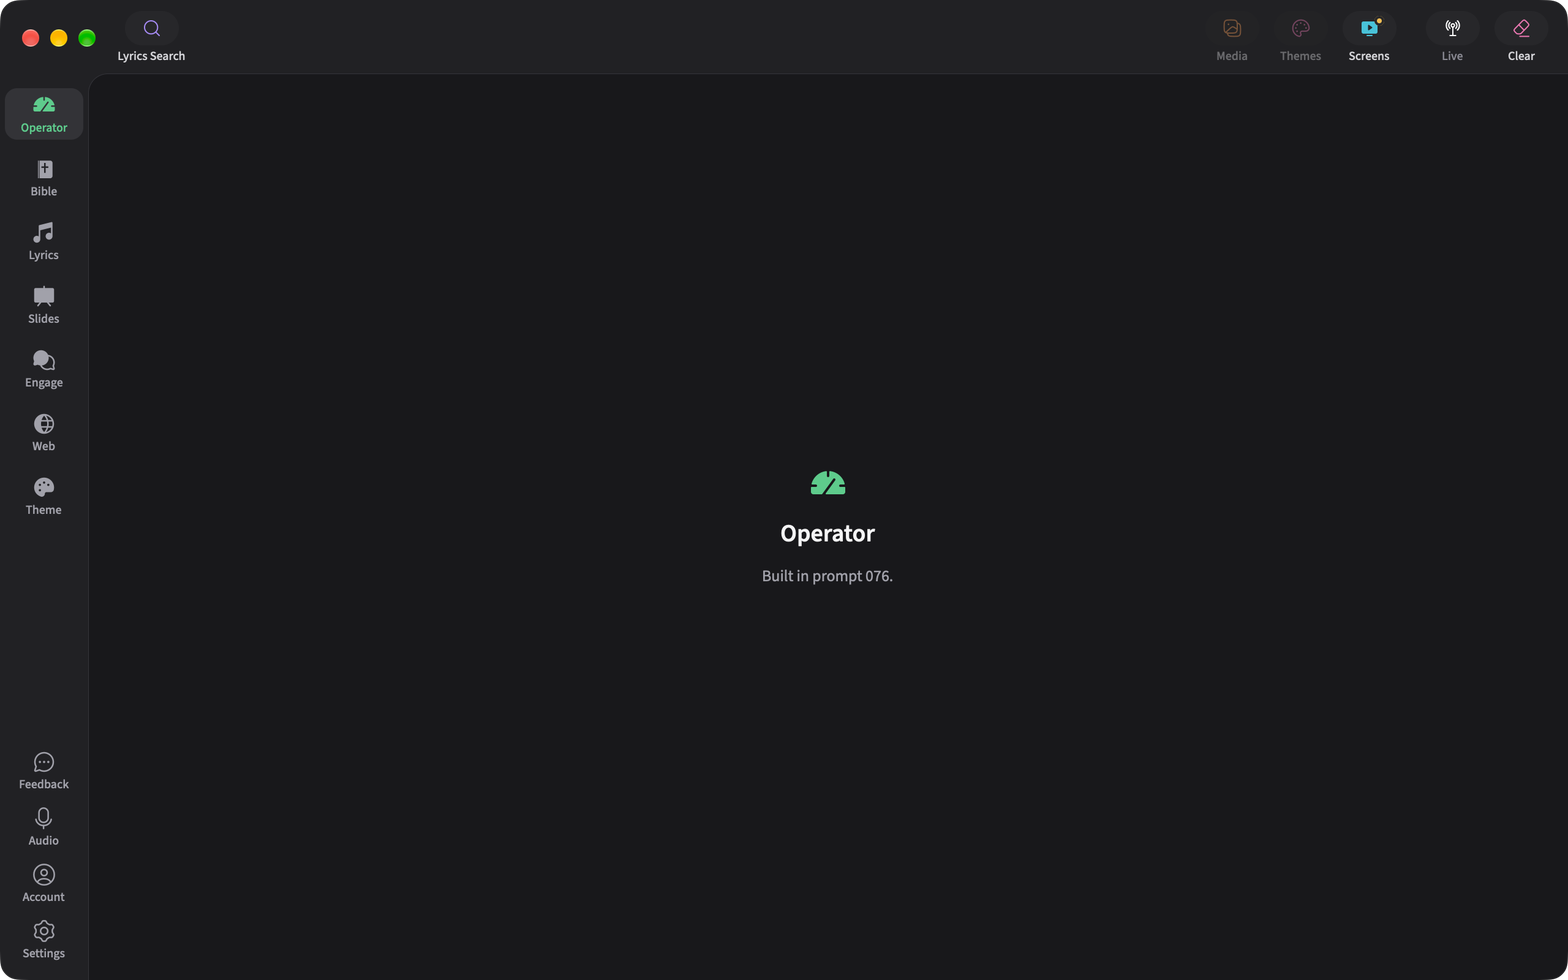 Lyrics Search
Media
Themes
Screens
Live
Clear
Operator
Bible
Lyrics
Slides
Engage
Web
Theme
Operator
Built in prompt 076.
Feedback
Audio
Account
Settings